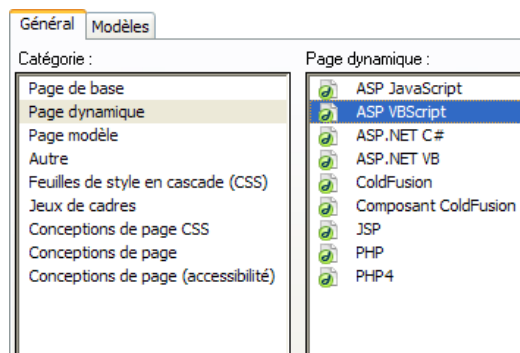 Général
Modèles
Catégorie :
Page de base
Page dynamique
Page modèle
Autre
Feuilles de style en cascade (CSS)
Jeux de cadres
Conceptions de page CSS
Conceptions de page
Conceptions de page (accessibilité)
Page dynamique :
ASP JavaScript
ASP VBScript
ASP.NET C#
ASP.NET VB
ColdFusion
Composant ColdFusion
JSP
PHP
PHP4